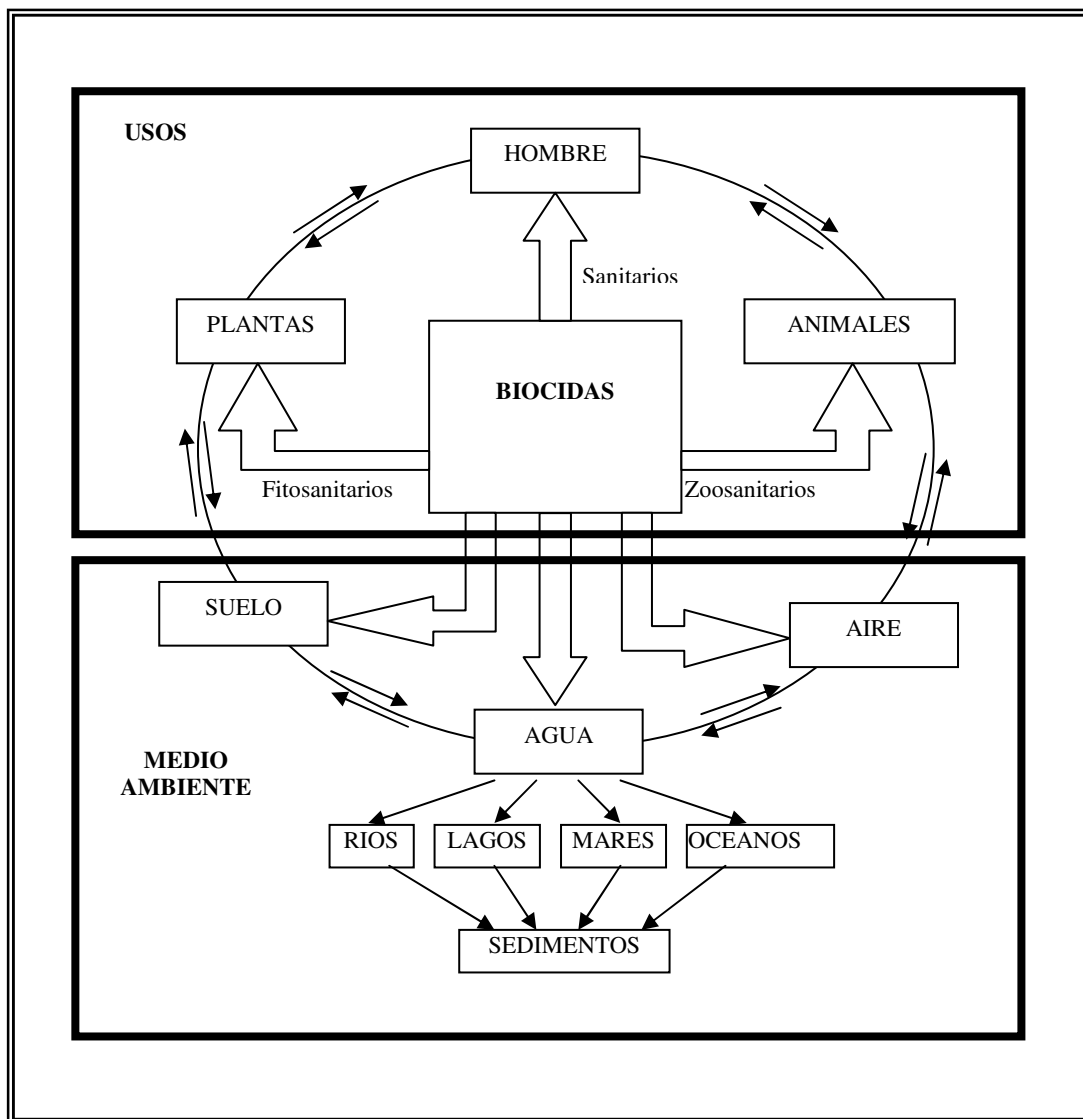 USOS
HOMBRE
Sanitarios
PLANTAS
ANIMALES
BIOCIDAS
Fitosanitarios
Zoosanitarios
SUELO
AIRE
AGUA
MEDIO
AMBIENTE
RIOS
LAGOS
MARES
OCEANOS
SEDIMENTOS